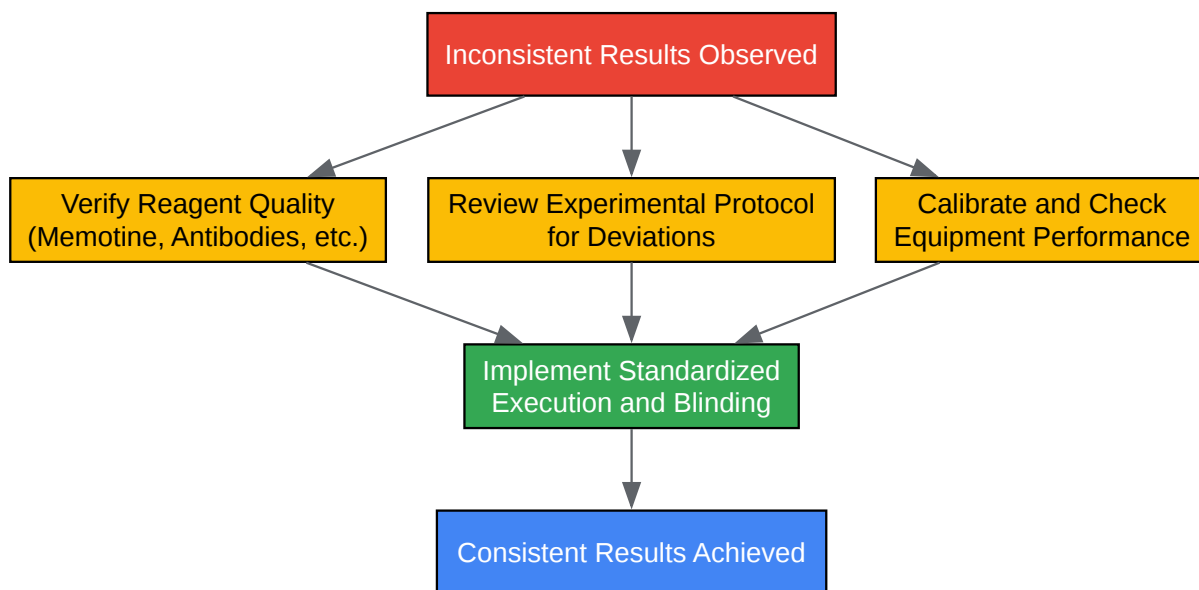 Inconsistent Results Observed
Verify Reagent Quality
(Memotine, Antibodies, etc.)
Review Experimental Protocol
for Deviations
Calibrate and Check
Equipment Performance
Implement Standardized
Execution and Blinding
Consistent Results Achieved